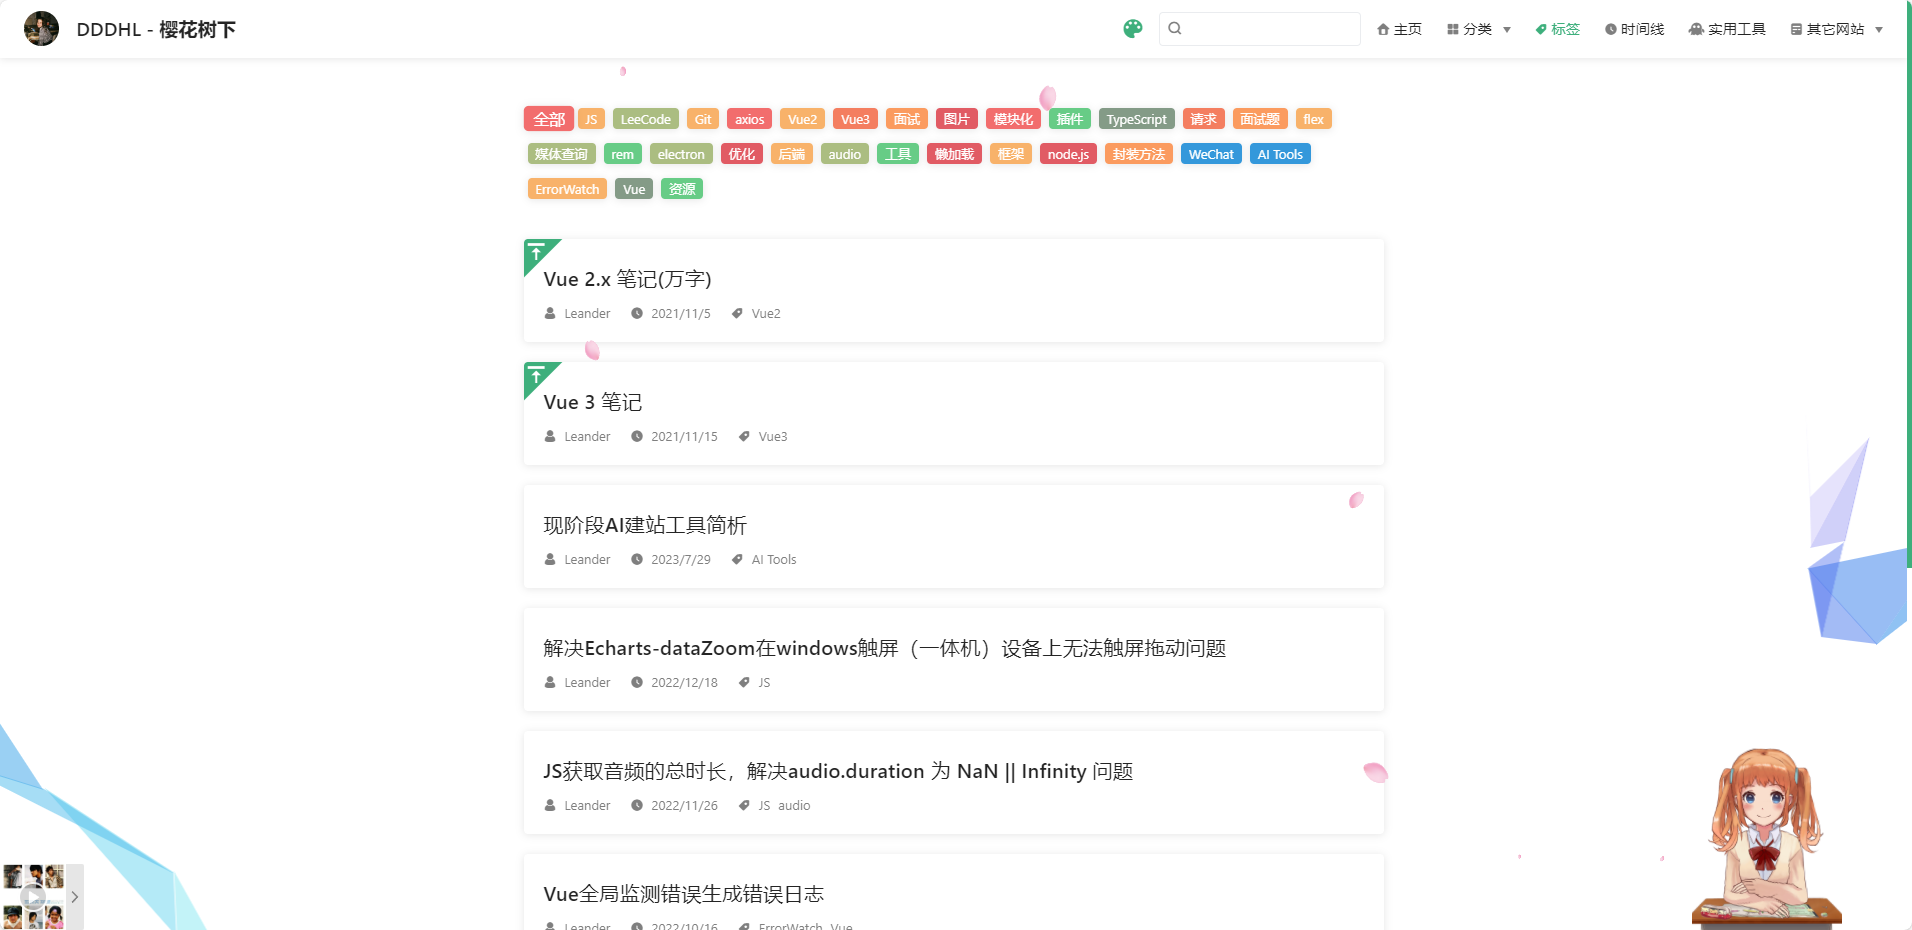 DDDHL - 樱花树下
主页 分类 标签 时间线 实用工具 其它网站
全部 JS LeeCode Git axios Vue2 Vue3 面试 图片 模块化 插件 TypeScript 请求 面试题 flex
媒体查询 rem electron 优化 后端 audio 工具 懒加载 框架 node.js 封装方法 WeChat AI Tools
ErrorWatch Vue 资源
Vue 2.x 笔记(万字)
Leander 2021/11/5 Vue2
Vue 3 笔记
Leander 2021/11/15 Vue3
现阶段AI建站工具简析
Leander 2023/7/29 AI Tools
解决Echarts-dataZoom在windows触屏（一体机）设备上无法触屏拖动问题
Leander 2022/12/18 JS
JS获取音频的总时长，解决audio.duration 为 NaN || Infinity 问题
Leander 2022/11/26 JS audio
Vue全局监测错误生成错误日志
Leander 2022/10/16 ErrorWatch Vue